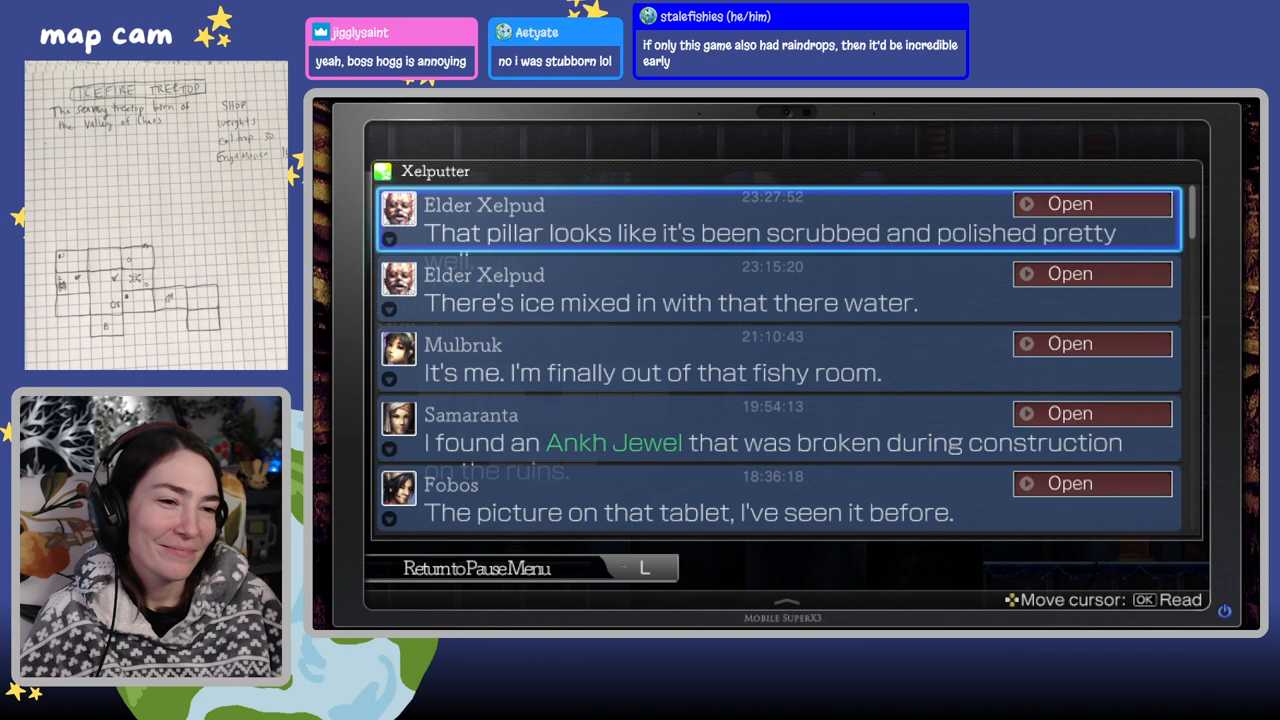 map cam
ICEFIRE TREETOP
The searing treetop born of
the Valley of Chaos
SHOP
weights
caltrop 30
jigglysaint
yeah, boss hogg is annoying
Aetyate
no i was stubborn lol
stalefishies (he/him)
if only this game also had raindrops, then it'd be incredible
early
Xelputter
Elder Xelpud
23:27:52
Open
That pillar looks like it's been scrubbed and polished pretty
well.
Elder Xelpud
23:15:20
Open
There's ice mixed in with that there water.
Mulbruk
21:10:43
Open
It's me. I'm finally out of that fishy room.
Samaranta
19:54:13
Open
I found an Ankh Jewel that was broken during construction
on the ruins.
Fobos
18:36:18
Open
The picture on that tablet, I've seen it before.
Return to Pause Menu
L
Move cursor: OK Read
MOBILE SUPERX3